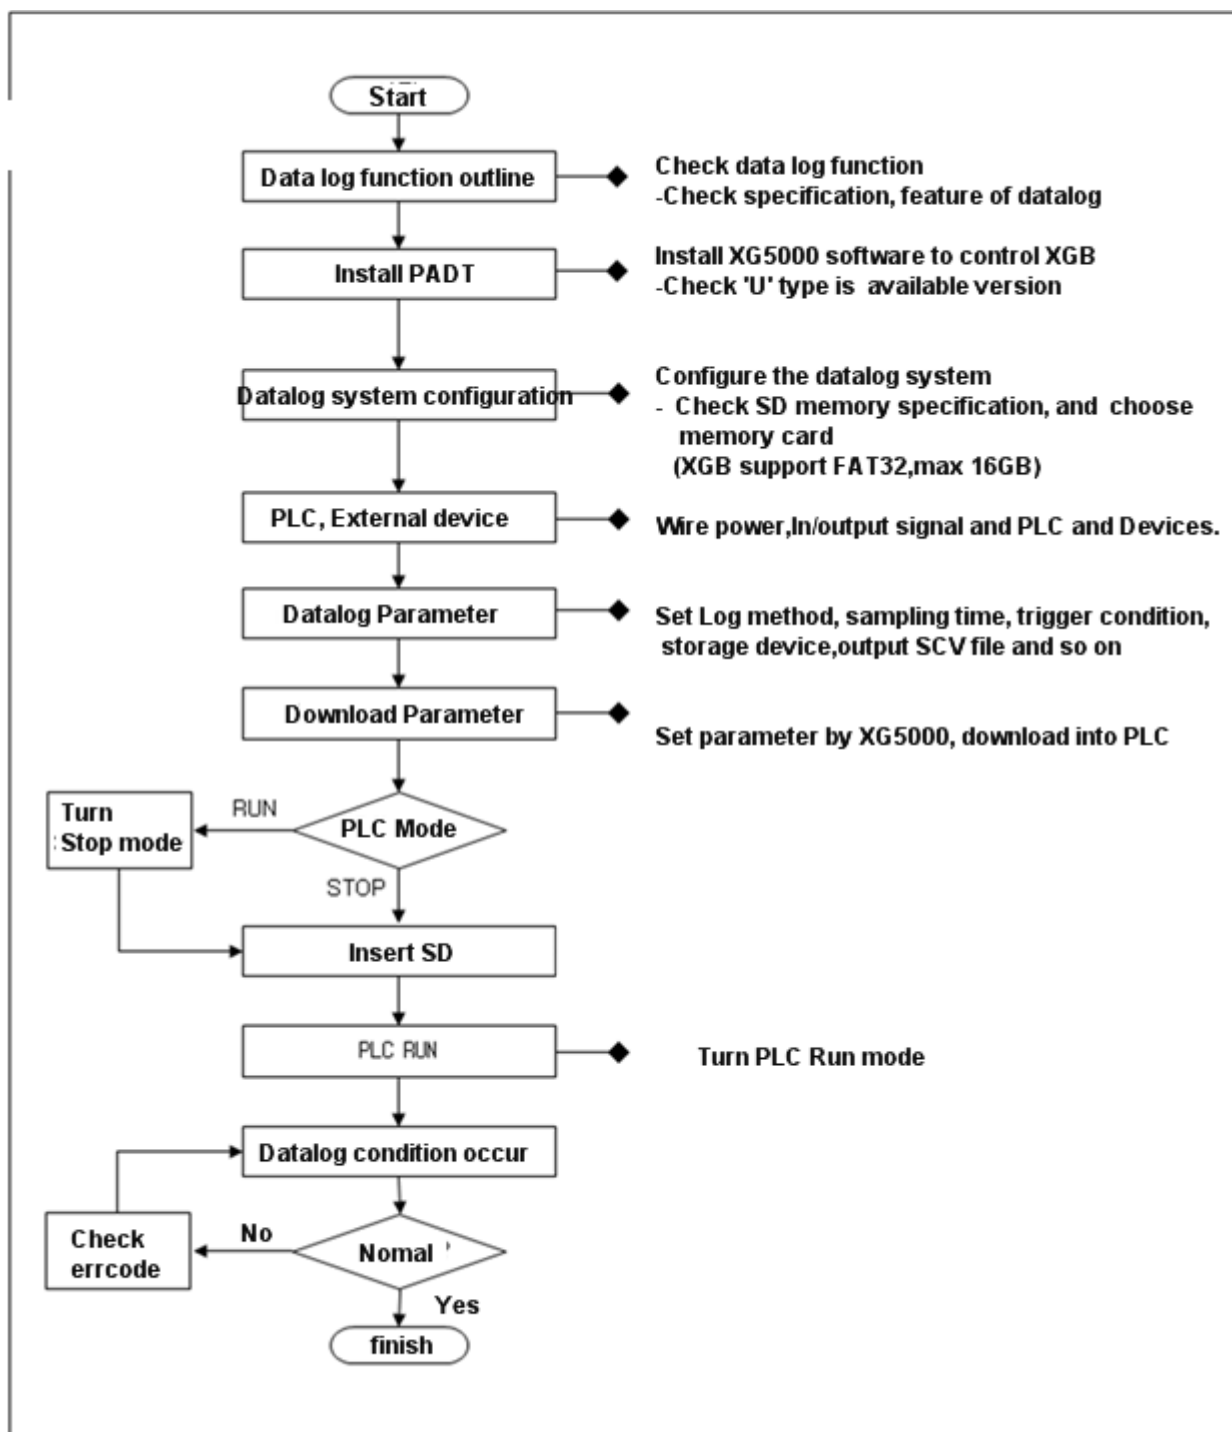 Start
Data log function outline
Check data log function
-Check specification, feature of datalog
Install PADT
Install XG5000 software to control XGB
-Check 'U' type is available version
Datalog system configuration
Configure the datalog system
- Check SD memory specification, and choose
memory card
(XGB support FAT32,max 16GB)
PLC, External device
Wire power,In/output signal and PLC and Devices.
Datalog Parameter
Set Log method, sampling time, trigger condition,
storage device,output SCV file and so on
Download Parameter
Set parameter by XG5000, download into PLC
Turn
Stop mode
RUN
PLC Mode
STOP
Insert SD
PLC RUN
Turn PLC Run mode
Datalog condition occur
Check
errcode
No
Nomal
Yes
finish